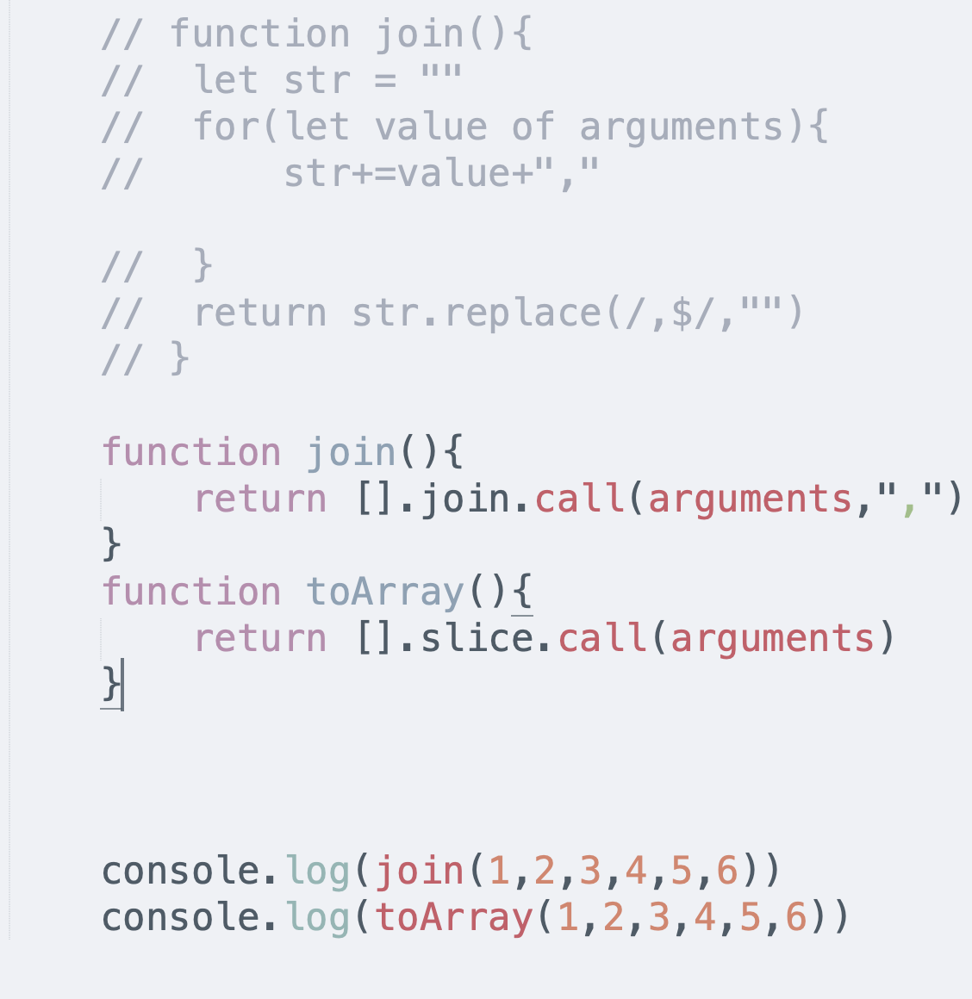 // function join(){
//  let str = ""
//  for(let value of arguments){
//      str+=value+","
//  }
//  return str.replace(/,$/,"")
// }
function join(){
    return [].join.call(arguments,",")
}
function toArray(){
    return [].slice.call(arguments)
}
console.log(join(1,2,3,4,5,6))
console.log(toArray(1,2,3,4,5,6))